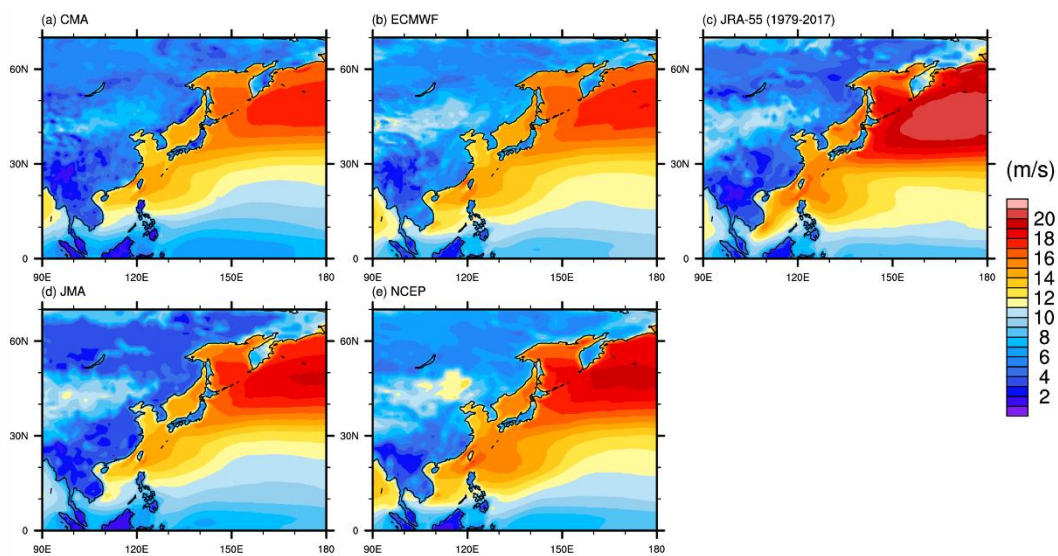 (a) CMA
(b) ECMWF
(c) JRA-55 (1979-2017)
60N
30N
0
90E
120E
150E
180
60N
30N
0
90E
120E
150E
180
60N
30N
0
90E
120E
150E
180
(m/s)
20
18
16
14
12
10
8
6
4
2
(d) JMA
(e) NCEP
60N
30N
0
90E
120E
150E
180
60N
30N
0
90E
120E
150E
180